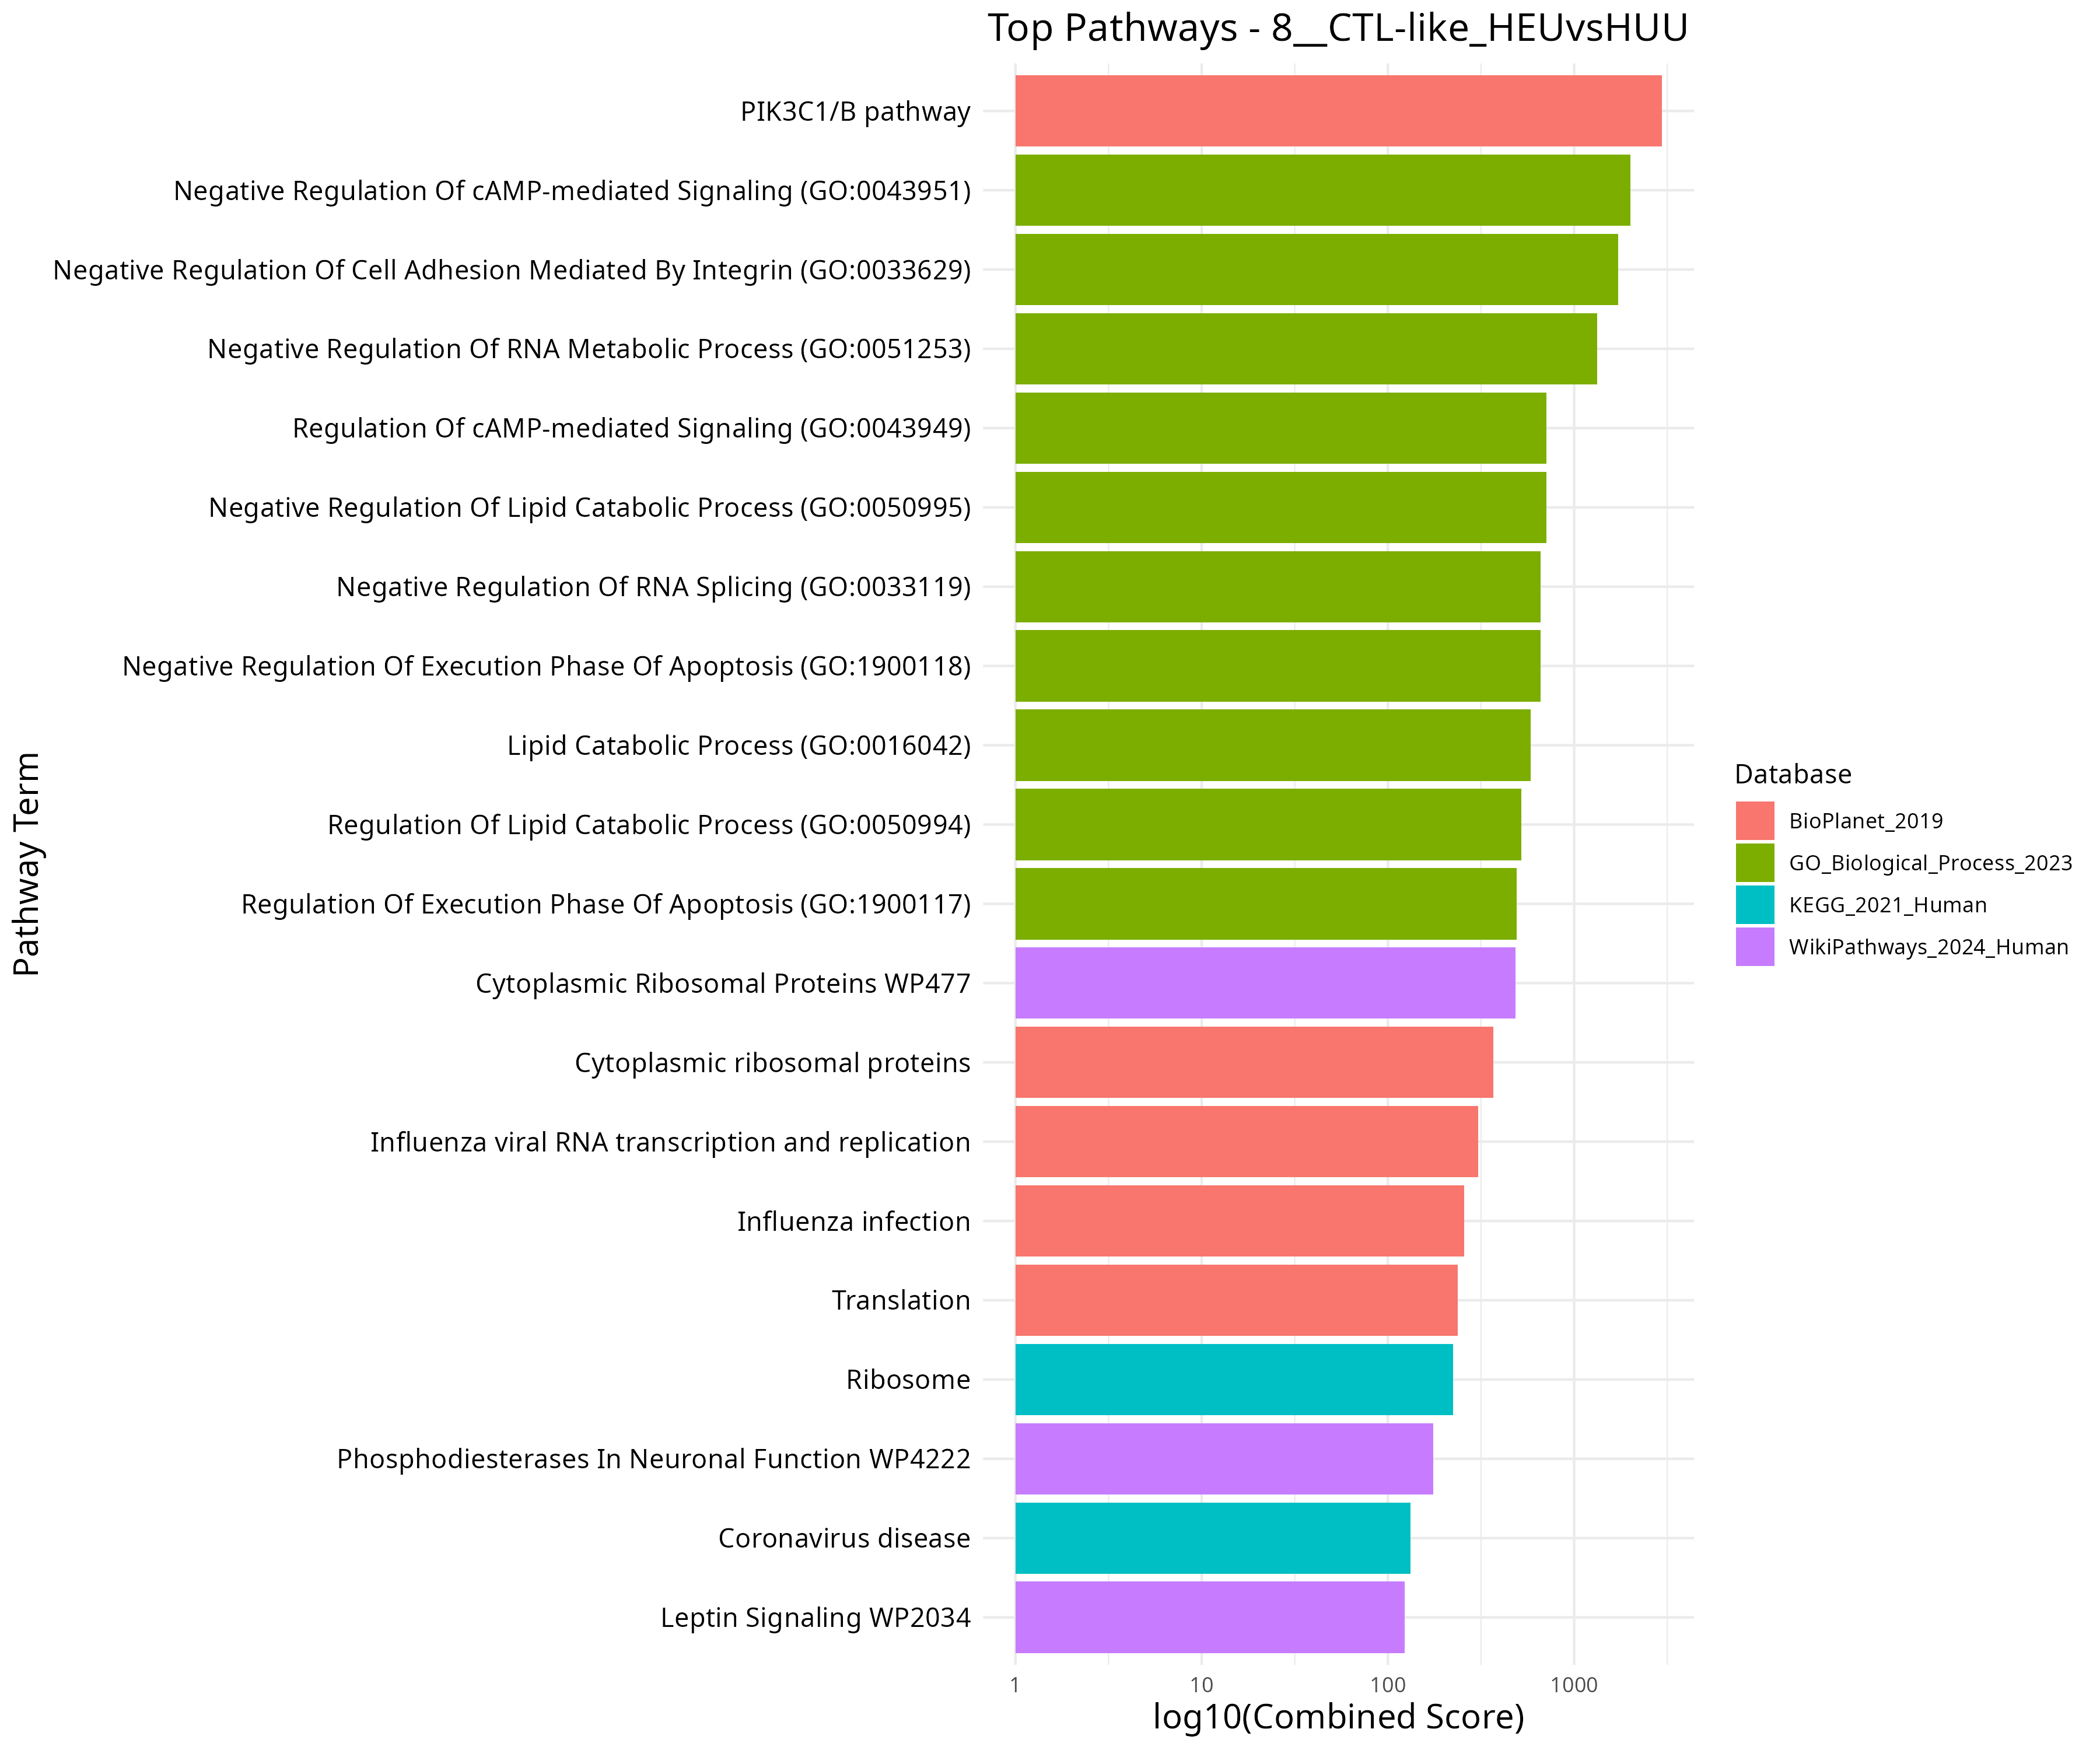 Top Pathways - 8__CTL-like_HEUvsHUU
Pathway Term
PIK3C1/B pathway
Negative Regulation Of cAMP-mediated Signaling (GO:0043951)
Negative Regulation Of Cell Adhesion Mediated By Integrin (GO:0033629)
Negative Regulation Of RNA Metabolic Process (GO:0051253)
Regulation Of cAMP-mediated Signaling (GO:0043949)
Negative Regulation Of Lipid Catabolic Process (GO:0050995)
Negative Regulation Of RNA Splicing (GO:0033119)
Negative Regulation Of Execution Phase Of Apoptosis (GO:1900118)
Lipid Catabolic Process (GO:0016042)
Regulation Of Lipid Catabolic Process (GO:0050994)
Regulation Of Execution Phase Of Apoptosis (GO:1900117)
Cytoplasmic Ribosomal Proteins WP477
Cytoplasmic ribosomal proteins
Influenza viral RNA transcription and replication
Influenza infection
Translation
Ribosome
Phosphodiesterases In Neuronal Function WP4222
Coronavirus disease
Leptin Signaling WP2034
1 10 100 1000
log10(Combined Score)
Database
BioPlanet_2019
GO_Biological_Process_2023
KEGG_2021_Human
WikiPathways_2024_Human